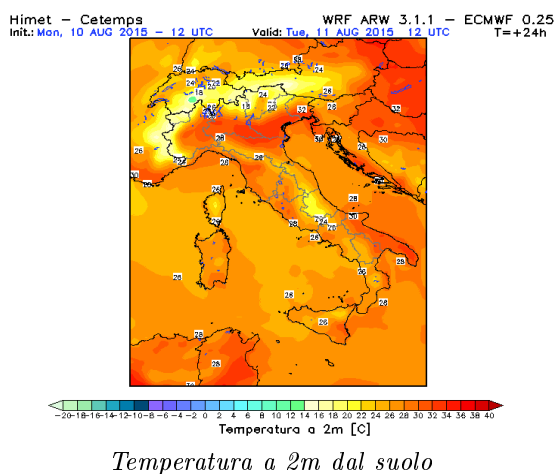 Himet – Cetemps WRF ARW 3.1.1 – ECMWF 0.25
Init.: Mon, 10 AUG 2015 – 12 UTC Valid: Tue, 11 AUG 2015 12 UTC T=+24h
-20-18-16-14-12-10-8 -6 -4 -2 0 2 4 6 8 10 12 14 16 18 20 22 24 26 28 30 32 34 36 38 40
Temperatura a 2m [C]
Temperatura a 2m dal suolo